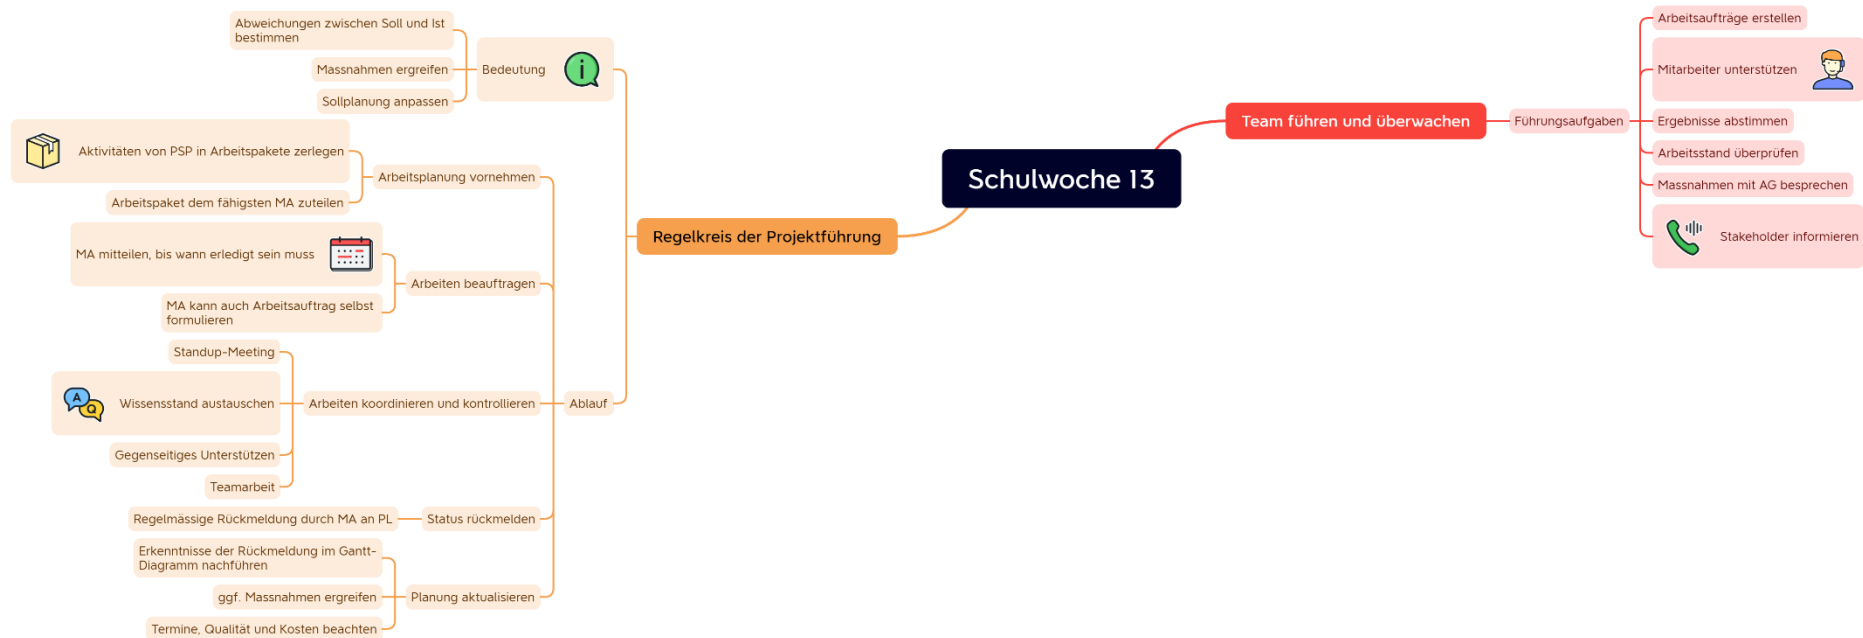 Schulwoche 13
Team führen und überwachen
Führungsaufgaben
Arbeitsaufträge erstellen
Mitarbeiter unterstützen
Ergebnisse abstimmen
Arbeitsstand überprüfen
Massnahmen mit AG besprechen
Stakeholder informieren
Regelkreis der Projektführung
Bedeutung
i
Abweichungen zwischen Soll und Ist
bestimmen
Massnahmen ergreifen
Sollplanung anpassen
Ablauf
Arbeitsplanung vornehmen
Aktivitäten von PSP in Arbeitspakete zerlegen
Arbeitspaket dem fähigsten MA zuteilen
Arbeiten beauftragen
MA mitteilen, bis wann erledigt sein muss
MA kann auch Arbeitsauftrag selbst
formulieren
Arbeiten koordinieren und kontrollieren
Standup-Meeting
A
Q
Wissensstand austauschen
Gegenseitiges Unterstützen
Teamarbeit
Status rückmelden
Regelmässige Rückmeldung durch MA an PL
Planung aktualisieren
Erkenntnisse der Rückmeldung im Gantt-
Diagramm nachführen
ggf. Massnahmen ergreifen
Termine, Qualität und Kosten beachten